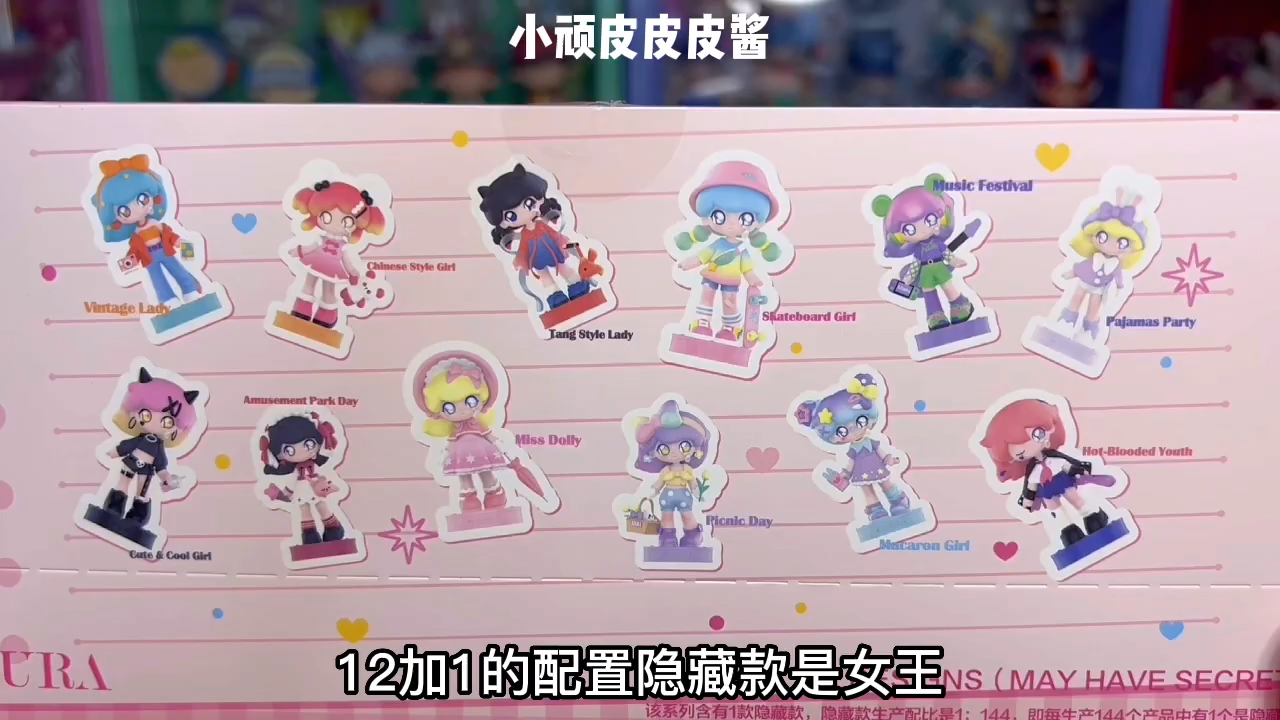 小顽皮皮皮酱
Music Festival
Chinese Style Girl
Vintage Lady
Skateboard Girl
Pajamas Party
Tang Style Lady
Amusement Park Day
Miss Dolly
Hot-Blooded Youth
Picnic Day
Macaron Girl
Cute & Cool Girl
12加1的配置隐藏款是女王
URA
SIGNS (MAY HAVE SECRE
该系列含有1款隐藏款，隐藏款生产配比是1：144，即每生产144个产品中有1个是隐藏